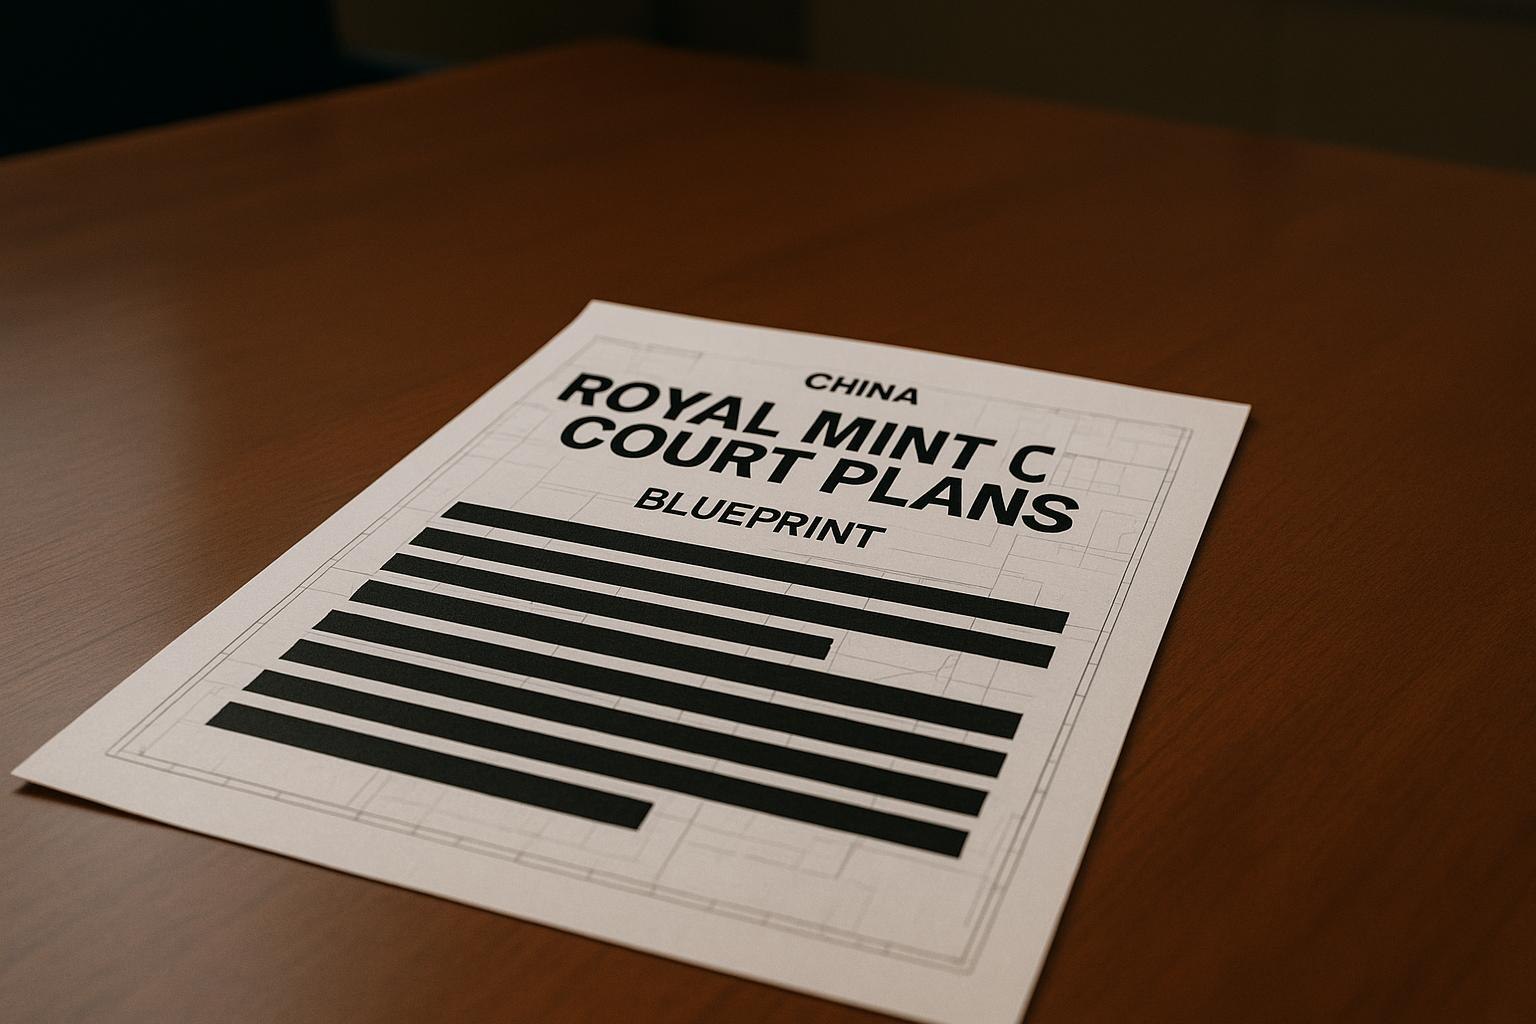 CHINA
ROYAL MINT C
COURT PLANS
BLUEPRINT